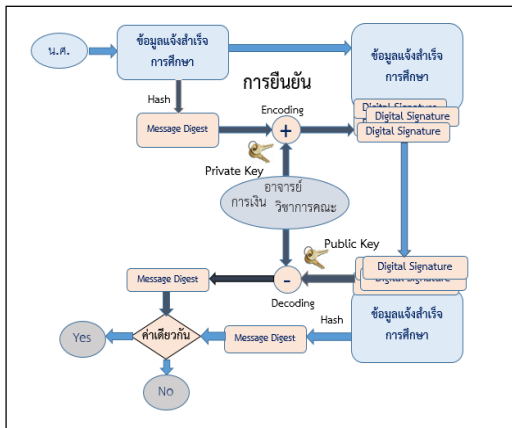 น.ศ.
ข้อมูลแจ้งสำเร็จ
การศึกษา
ข้อมูลแจ้งสำเร็จ
การศึกษา
การยืนยัน
Hash
Encoding
Message Digest
+
Digital Signature
Digital Signature
Digital Signature
Private Key
อาจารย์
การเงิน วิชาการคณะ
Public Key
Digital Signature
Message Digest
-
Decoding
ข้อมูลแจ้งสำเร็จ
การศึกษา
Hash
Yes
ค่าเดียวกัน
Message Digest
No